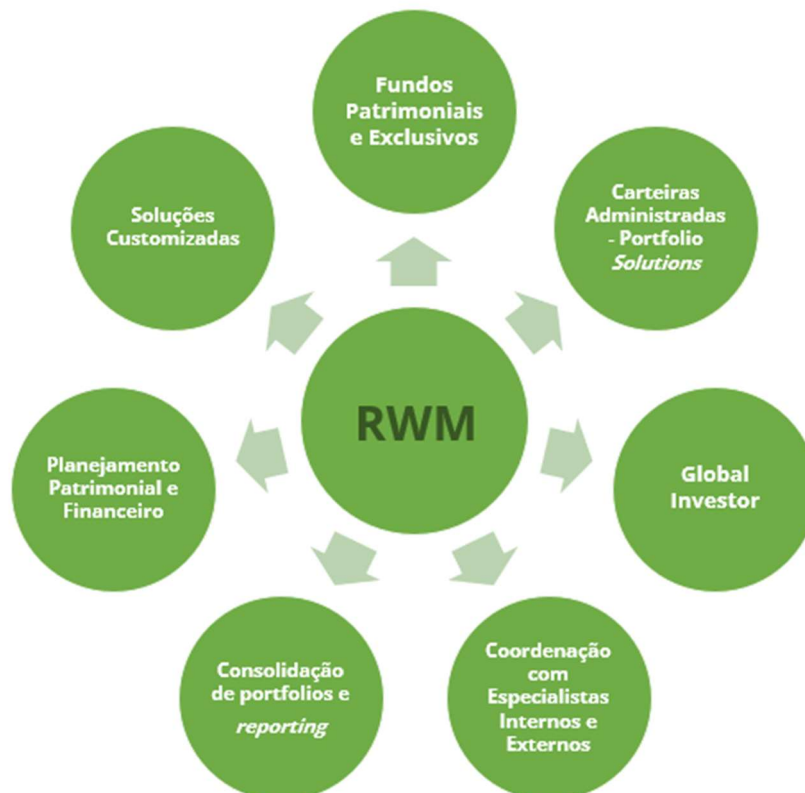 Fundos
Patrimoniais
e Exclusivos
Carteiras
Administradas
- Portfolio
Solutions
Global
Investor
Coordenação
com
Especialistas
Internos e
Externos
Consolidação
de portfolios e
reporting
Planejamento
Patrimonial e
Financeiro
Soluções
Customizadas
RWM